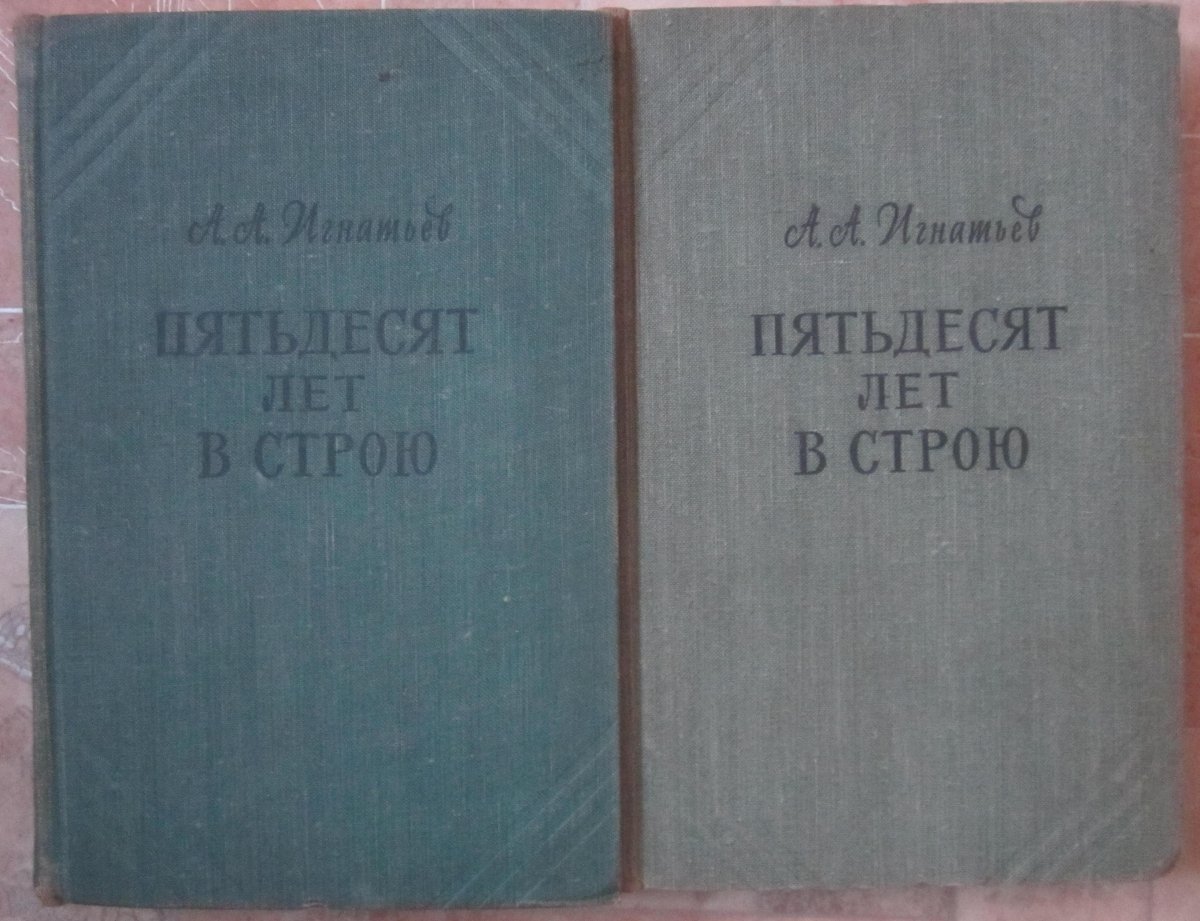 А. А. Игнатьев
ПЯТЬДЕСЯТ
ЛЕТ
В СТРОЮ
А. А. Игнатьев
ПЯТЬДЕСЯТ
ЛЕТ
В СТРОЮ